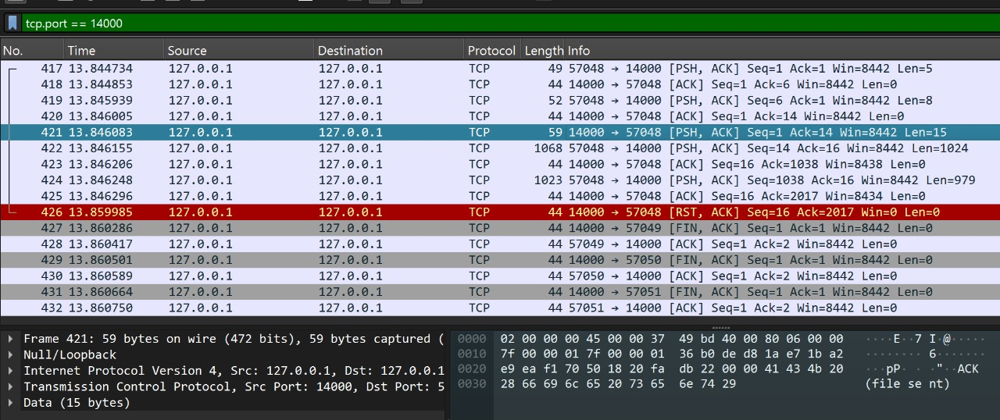 tcp.port == 14000
No. Time Source Destination Protocol Length Info
417 13.844734 127.0.0.1 127.0.0.1 TCP 49 57048 → 14000 [PSH, ACK] Seq=1 Ack=1 Win=8442 Len=5
418 13.844853 127.0.0.1 127.0.0.1 TCP 44 14000 → 57048 [ACK] Seq=1 Ack=6 Win=8442 Len=0
419 13.845939 127.0.0.1 127.0.0.1 TCP 52 57048 → 14000 [PSH, ACK] Seq=6 Ack=1 Win=8442 Len=8
420 13.846005 127.0.0.1 127.0.0.1 TCP 44 14000 → 57048 [ACK] Seq=1 Ack=14 Win=8442 Len=0
421 13.846083 127.0.0.1 127.0.0.1 TCP 59 14000 → 57048 [PSH, ACK] Seq=1 Ack=14 Win=8442 Len=15
422 13.846155 127.0.0.1 127.0.0.1 TCP 1068 57048 → 14000 [PSH, ACK] Seq=14 Ack=16 Win=8442 Len=1024
423 13.846206 127.0.0.1 127.0.0.1 TCP 44 14000 → 57048 [ACK] Seq=16 Ack=1038 Win=8438 Len=0
424 13.846248 127.0.0.1 127.0.0.1 TCP 1023 57048 → 14000 [PSH, ACK] Seq=1038 Ack=16 Win=8442 Len=979
425 13.846296 127.0.0.1 127.0.0.1 TCP 44 14000 → 57048 [ACK] Seq=16 Ack=2017 Win=8434 Len=0
426 13.859985 127.0.0.1 127.0.0.1 TCP 44 14000 → 57048 [RST, ACK] Seq=16 Ack=2017 Win=0 Len=0
427 13.860286 127.0.0.1 127.0.0.1 TCP 44 14000 → 57049 [FIN, ACK] Seq=1 Ack=1 Win=8442 Len=0
428 13.860417 127.0.0.1 127.0.0.1 TCP 44 57049 → 14000 [ACK] Seq=1 Ack=2 Win=8442 Len=0
429 13.860501 127.0.0.1 127.0.0.1 TCP 44 14000 → 57050 [FIN, ACK] Seq=1 Ack=1 Win=8442 Len=0
430 13.860589 127.0.0.1 127.0.0.1 TCP 44 57050 → 14000 [ACK] Seq=1 Ack=2 Win=8442 Len=0
431 13.860664 127.0.0.1 127.0.0.1 TCP 44 14000 → 57051 [FIN, ACK] Seq=1 Ack=1 Win=8442 Len=0
432 13.860750 127.0.0.1 127.0.0.1 TCP 44 57051 → 14000 [ACK] Seq=1 Ack=2 Win=8442 Len=0
Frame 421: 59 bytes on wire (472 bits), 59 bytes captured (
Null/Loopback
Internet Protocol Version 4, Src: 127.0.0.1, Dst: 127.0.0.1
Transmission Control Protocol, Src Port: 14000, Dst Port: 5
Data (15 bytes)
0000 02 00 00 00 45 00 00 37 49 bd 40 00 80 06 00 00 ····E··7 I·@·····
0010 7f 00 00 01 7f 00 00 01 36 b0 de d8 1a e7 1b a2 ········ 6·······
0020 e9 ea f1 70 50 18 20 fa db 22 00 00 41 43 4b 20 ···pP· · ·"··ACK
0030 28 66 69 6c 65 20 73 65 6e 74 29 (file se nt)